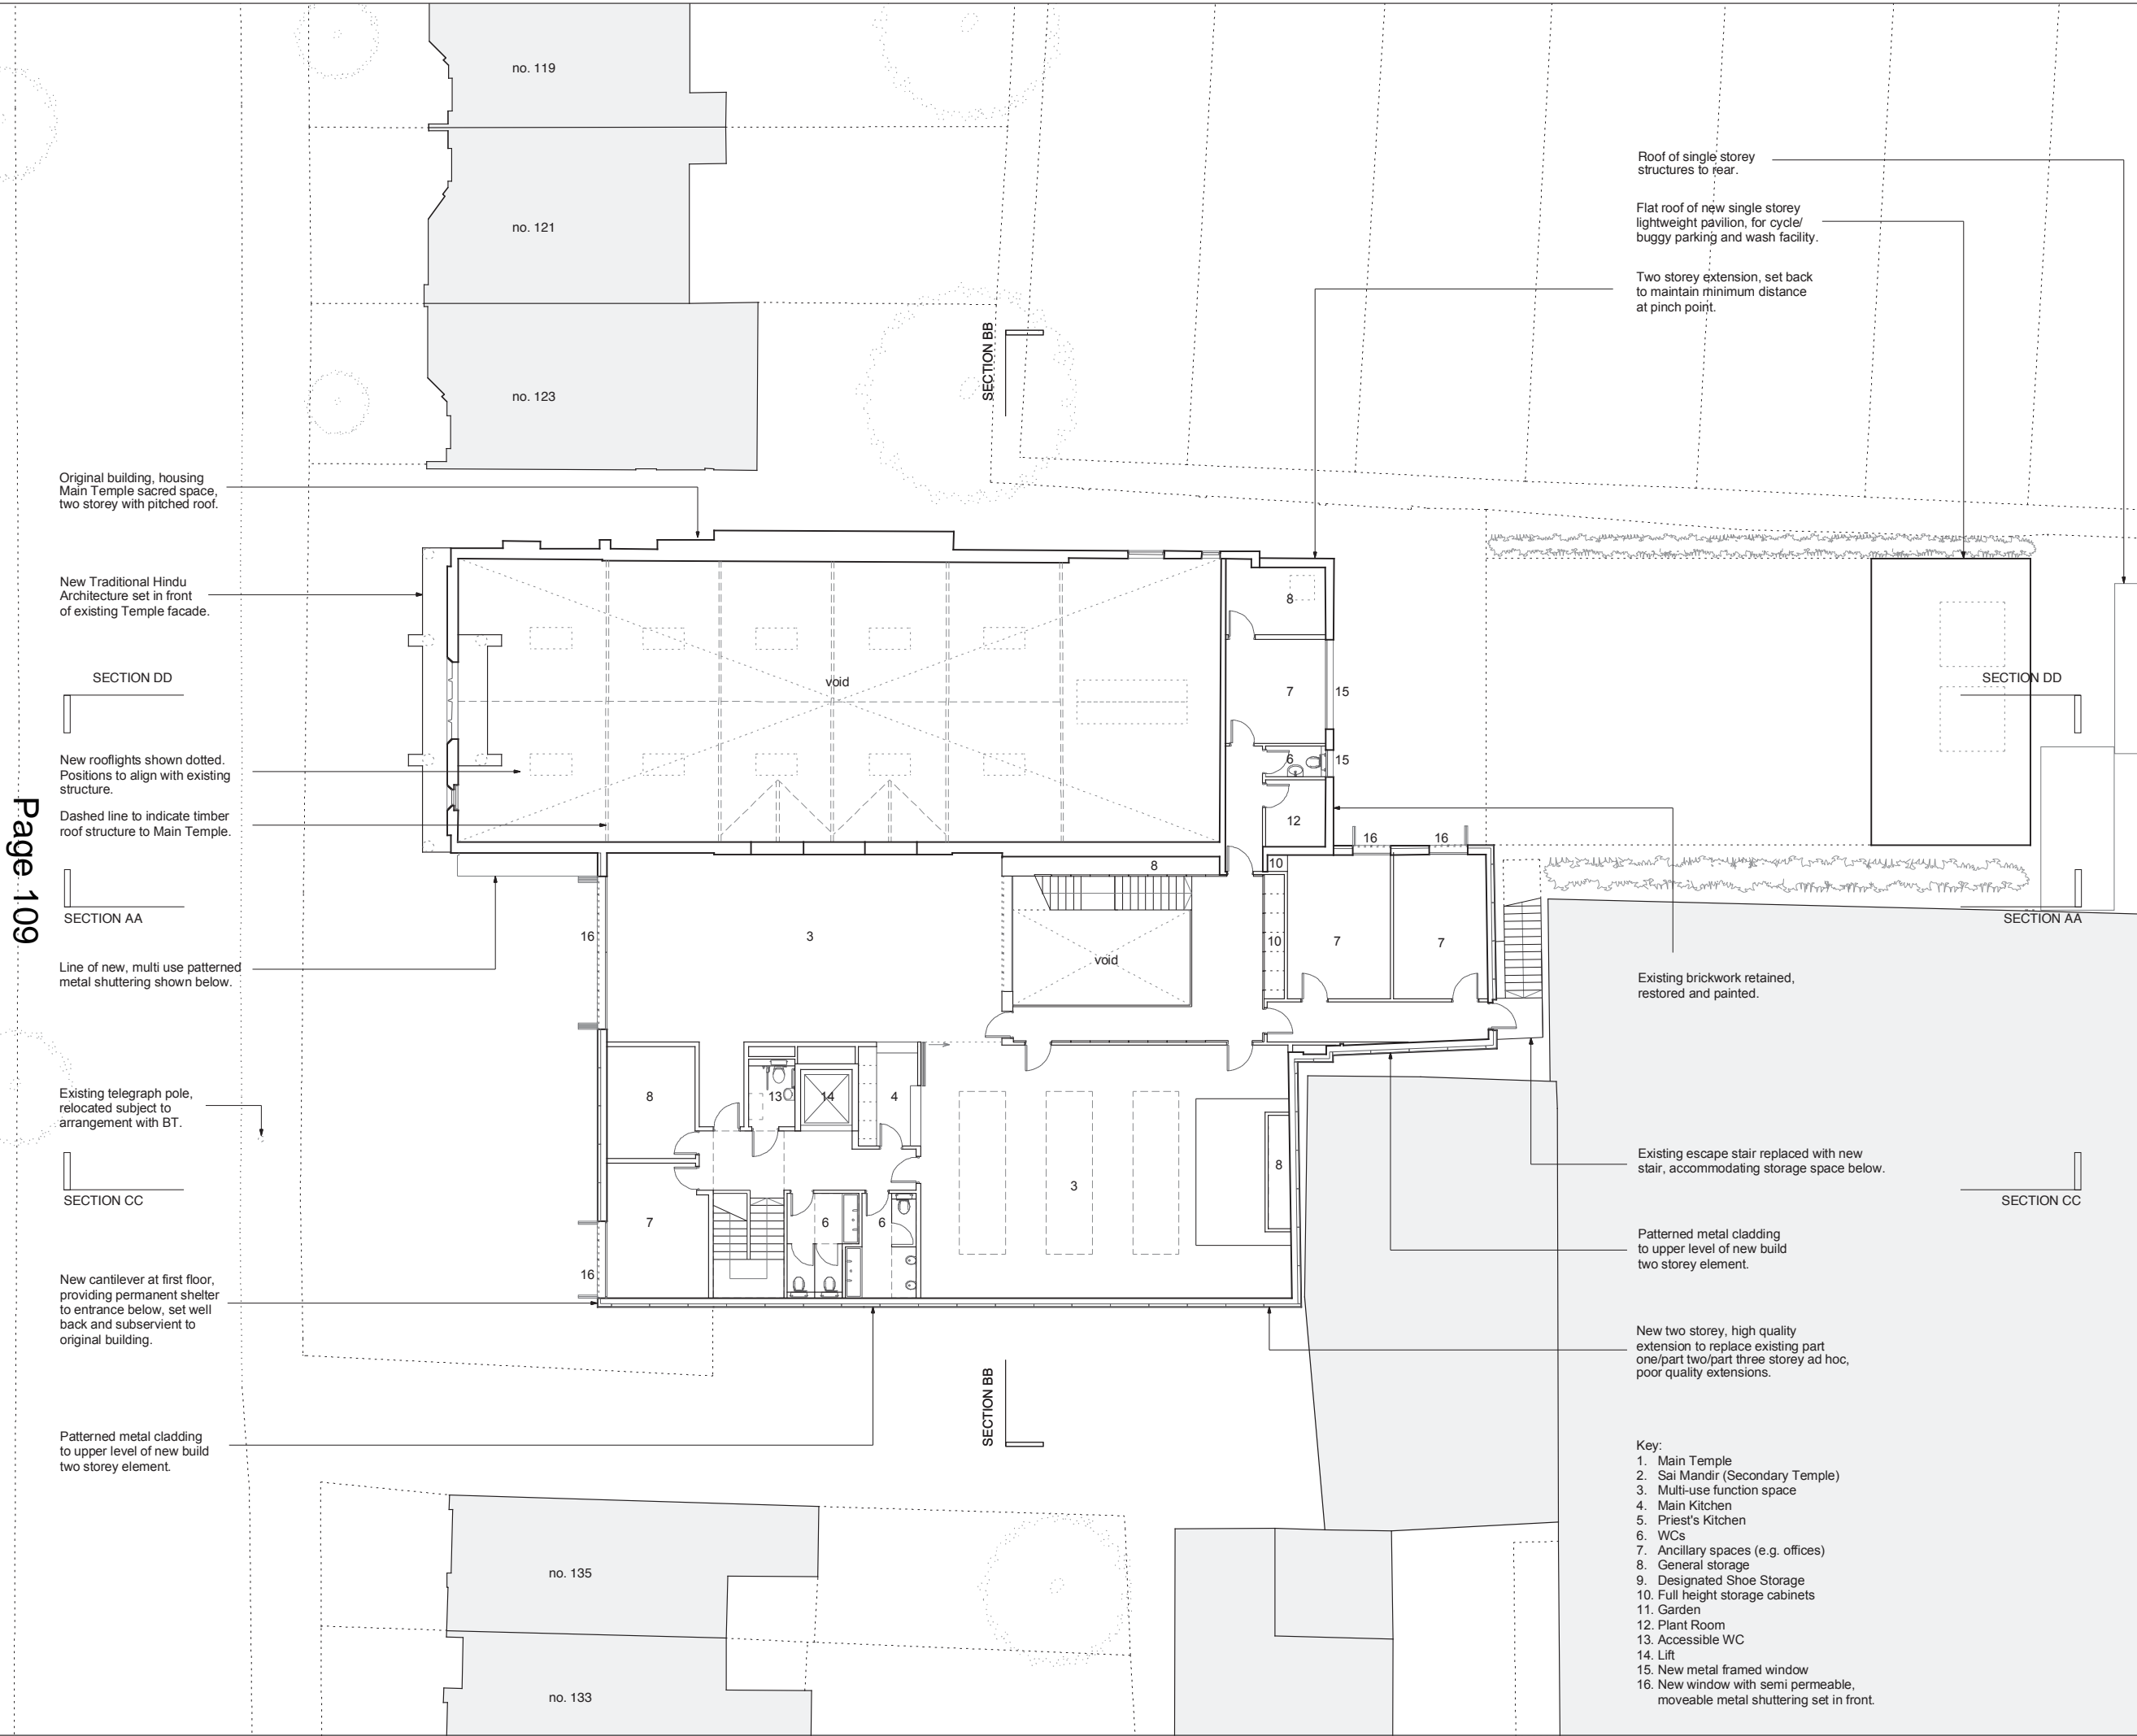 no. 119
no. 121
no. 123
SECTION BB
Roof of single storey
structures to rear.
Flat roof of new single storey
lightweight pavilion, for cycle/
buggy parking and wash facility.
Two storey extension, set back
to maintain minimum distance
at pinch point.
Original building, housing
Main Temple sacred space,
two storey with pitched roof.
New Traditional Hindu
Architecture set in front
of existing Temple facade.
SECTION DD
New rooflights shown dotted.
Positions to align with existing
structure.
Dashed line to indicate timber
roof structure to Main Temple.
SECTION AA
Line of new, multi use patterned
metal shuttering shown below.
Existing telegraph pole,
relocated subject to
arrangement with BT.
SECTION CC
New cantilever at first floor,
providing permanent shelter
to entrance below, set well
back and subservient to
original building.
Patterned metal cladding
to upper level of new build
two storey element.
Page 109
void
8
7
15
6
15
12
16
16
8
10
16
3
void
10
7
7
8
13
14
4
8
3
7
6
6
16
SECTION DD
SECTION AA
Existing brickwork retained,
restored and painted.
Existing escape stair replaced with new
stair, accommodating storage space below.
SECTION CC
Patterned metal cladding
to upper level of new build
two storey element.
New two storey, high quality
extension to replace existing part
one/part two/part three storey ad hoc,
poor quality extensions.
SECTION BB
no. 135
no. 133
Key:
1. Main Temple
2. Sai Mandir (Secondary Temple)
3. Multi-use function space
4. Main Kitchen
5. Priest's Kitchen
6. WCs
7. Ancillary spaces (e.g. offices)
8. General storage
9. Designated Shoe Storage
10. Full height storage cabinets
11. Garden
12. Plant Room
13. Accessible WC
14. Lift
15. New metal framed window
16. New window with semi permeable,
moveable metal shuttering set in front.